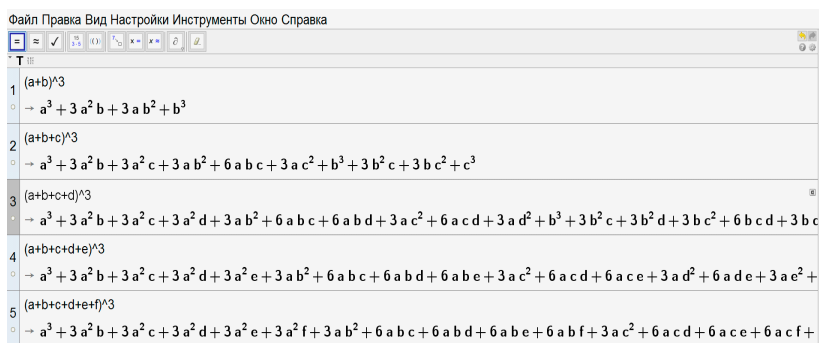 Файл Правка Вид Настройки Инструменты Окно Справка
= ≈ ✓ 15 3·5 (( )) 7 x = x ≈ ∂
T
1 (a+b)^3
→ a³ + 3 a² b + 3 a b² + b³
2 (a+b+c)^3
→ a³ + 3 a² b + 3 a² c + 3 a b² + 6 a b c + 3 a c² + b³ + 3 b² c + 3 b c² + c³
3 (a+b+c+d)^3
→ a³ + 3 a² b + 3 a² c + 3 a² d + 3 a b² + 6 a b c + 6 a b d + 3 a c² + 6 a c d + 3 a d² + b³ + 3 b² c + 3 b² d + 3 b c² + 6 b c d + 3 b c
4 (a+b+c+d+e)^3
→ a³ + 3 a² b + 3 a² c + 3 a² d + 3 a² e + 3 a b² + 6 a b c + 6 a b d + 6 a b e + 3 a c² + 6 a c d + 6 a c e + 3 a d² + 6 a d e + 3 a e² +
5 (a+b+c+d+e+f)^3
→ a³ + 3 a² b + 3 a² c + 3 a² d + 3 a² e + 3 a² f + 3 a b² + 6 a b c + 6 a b d + 6 a b e + 6 a b f + 3 a c² + 6 a c d + 6 a c e + 6 a c f +